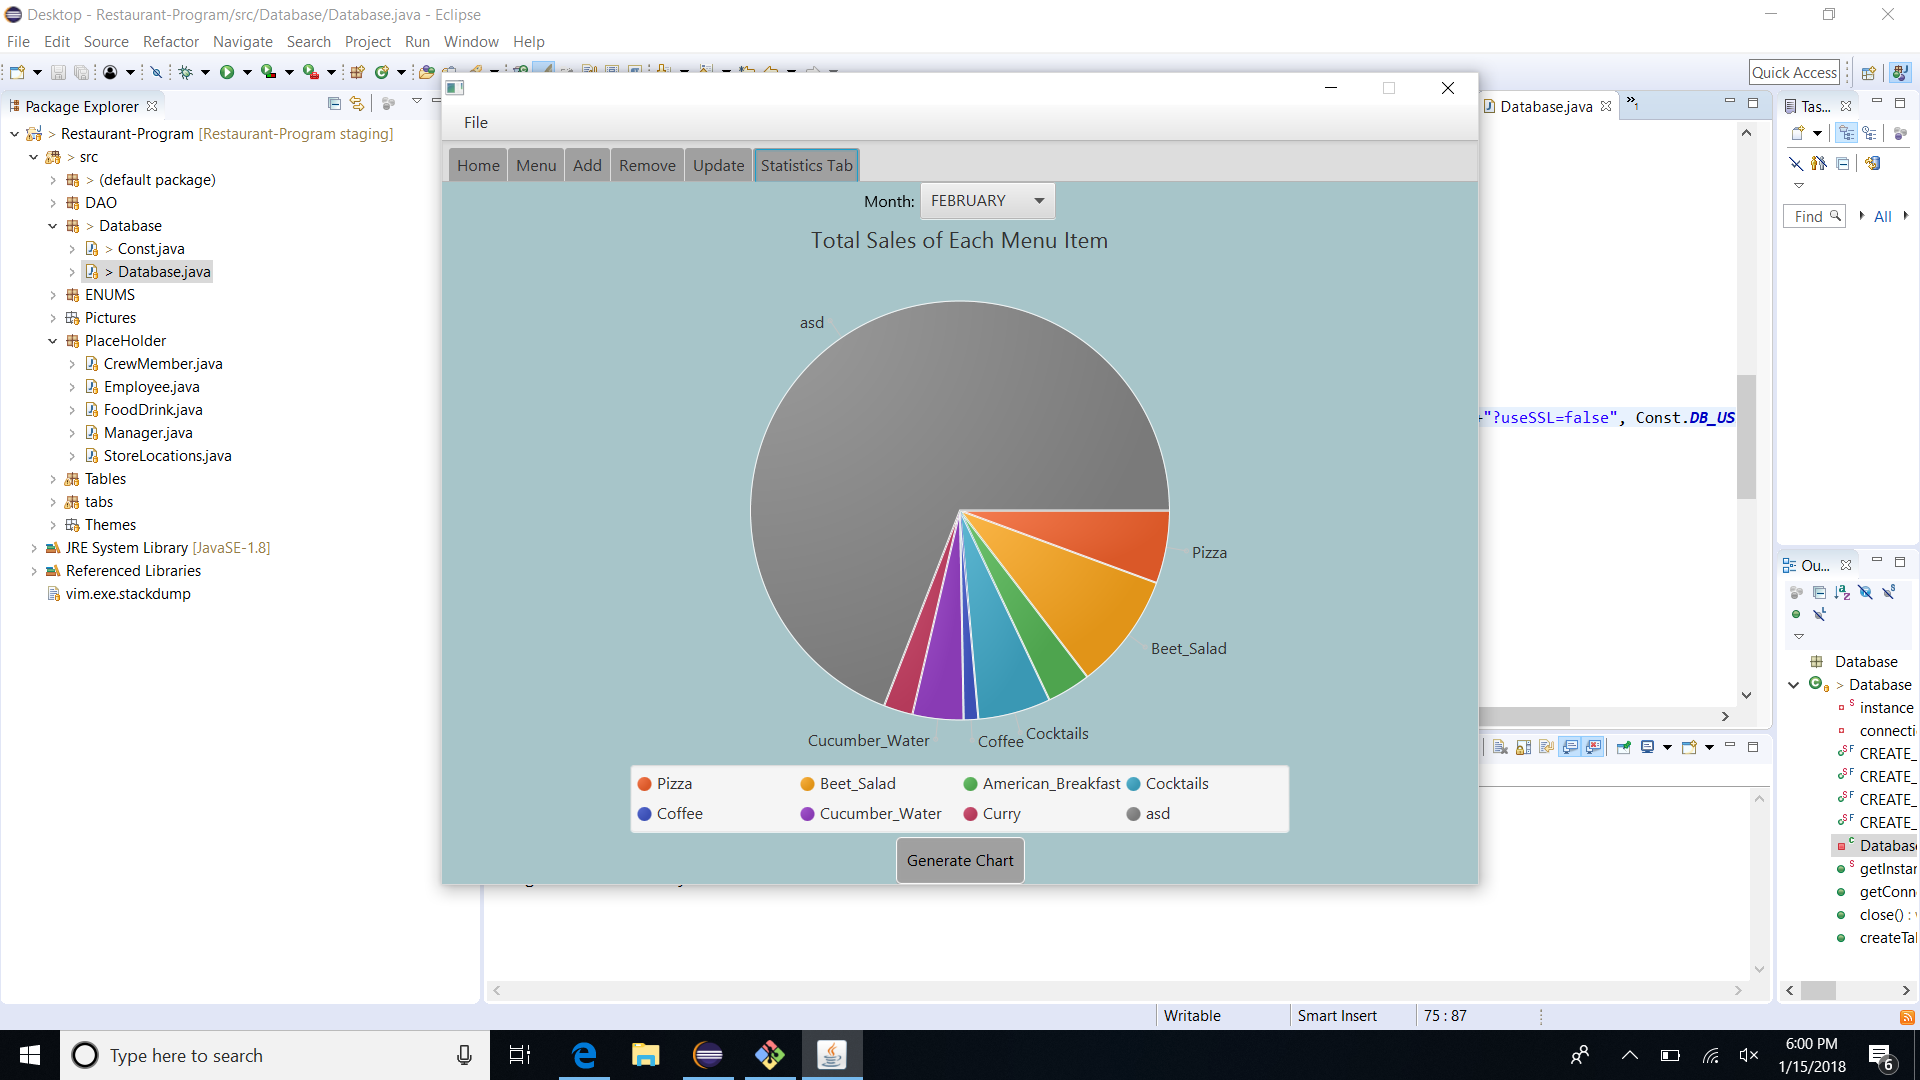 Desktop - Restaurant-Program/src/Database/Database.java - Eclipse
File Edit Source Refactor Navigate Search Project Run Window Help
Quick Access
Package Explorer
> Restaurant-Program [Restaurant-Program staging]
> src
> (default package)
DAO
> Database
> Const.java
> Database.java
ENUMS
Pictures
PlaceHolder
CrewMember.java
Employee.java
FoodDrink.java
Manager.java
StoreLocations.java
Tables
tabs
Themes
JRE System Library [JavaSE-1.8]
Referenced Libraries
vim.exe.stackdump
File
Home Menu Add Remove Update Statistics Tab
Month: FEBRUARY
Total Sales of Each Menu Item
asd
Pizza
Beet_Salad
Cocktails
Coffee
Cucumber_Water
Pizza Beet_Salad American_Breakfast Cocktails
Coffee Cucumber_Water Curry asd
Generate Chart
Database.java
"?useSSL=false", Const.DB_US
Tas...
Find All
Ou...
Database
> Database
instance
connecti
CREATE_
CREATE_
CREATE_
CREATE_
Databas
getInstan
getConn
close() :
createTa
Writable Smart Insert 75 : 87
Type here to search
6:00 PM
1/15/2018
6